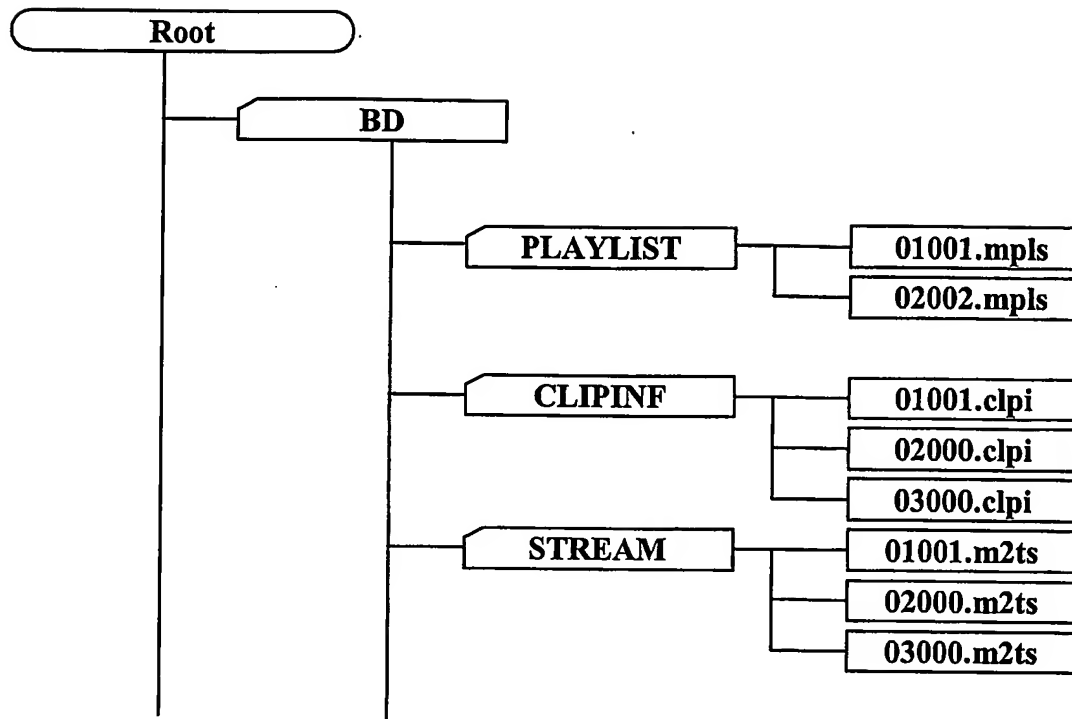 Root
BD
PLAYLIST
01001.mpls
02002.mpls
CLIPINF
01001.clpi
02000.clpi
03000.clpi
STREAM
01001.m2ts
02000.m2ts
03000.m2ts